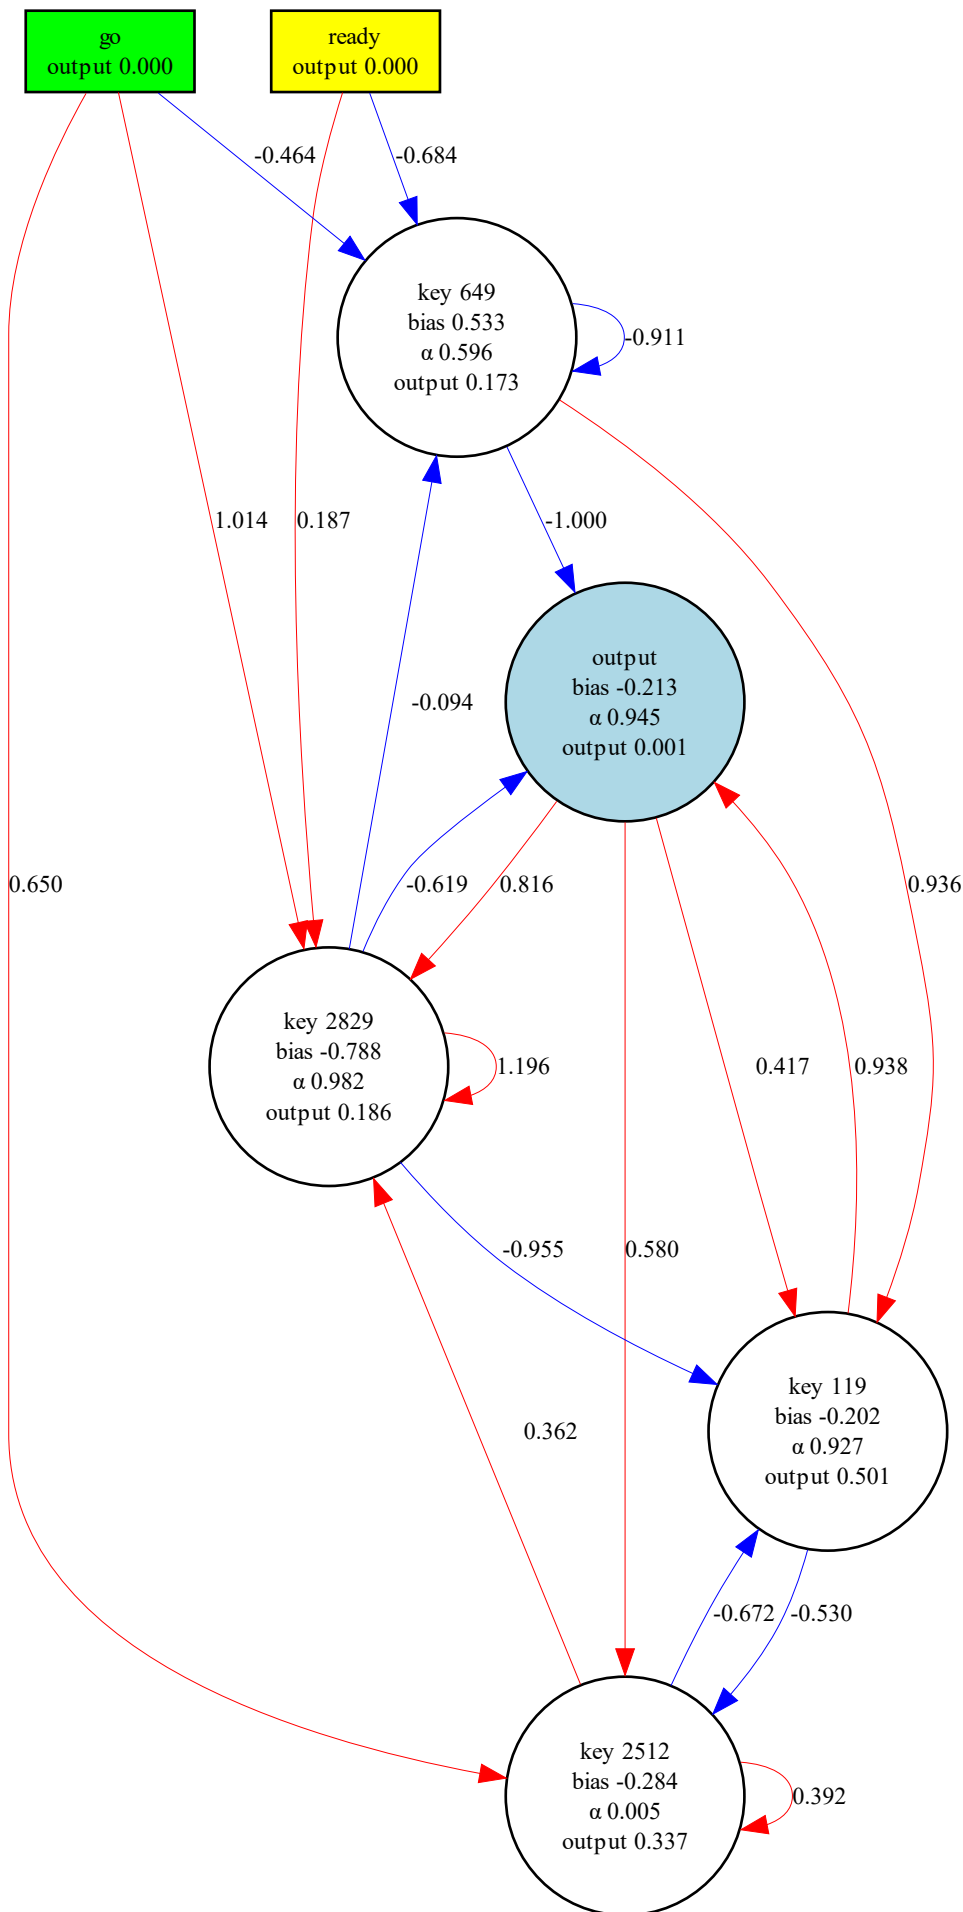 go
output 0.000
ready
output 0.000
-0.464
-0.684
key 649
bias 0.533
α 0.596
output 0.173
-0.911
1.014
0.187
-1.000
output
bias -0.213
α 0.945
output 0.001
-0.094
0.650
-0.619
0.816
0.936
key 2829
bias -0.788
α 0.982
output 0.186
1.196
0.417
0.938
-0.955
0.580
key 119
bias -0.202
α 0.927
output 0.501
0.362
-0.672
-0.530
key 2512
bias -0.284
α 0.005
output 0.337
0.392